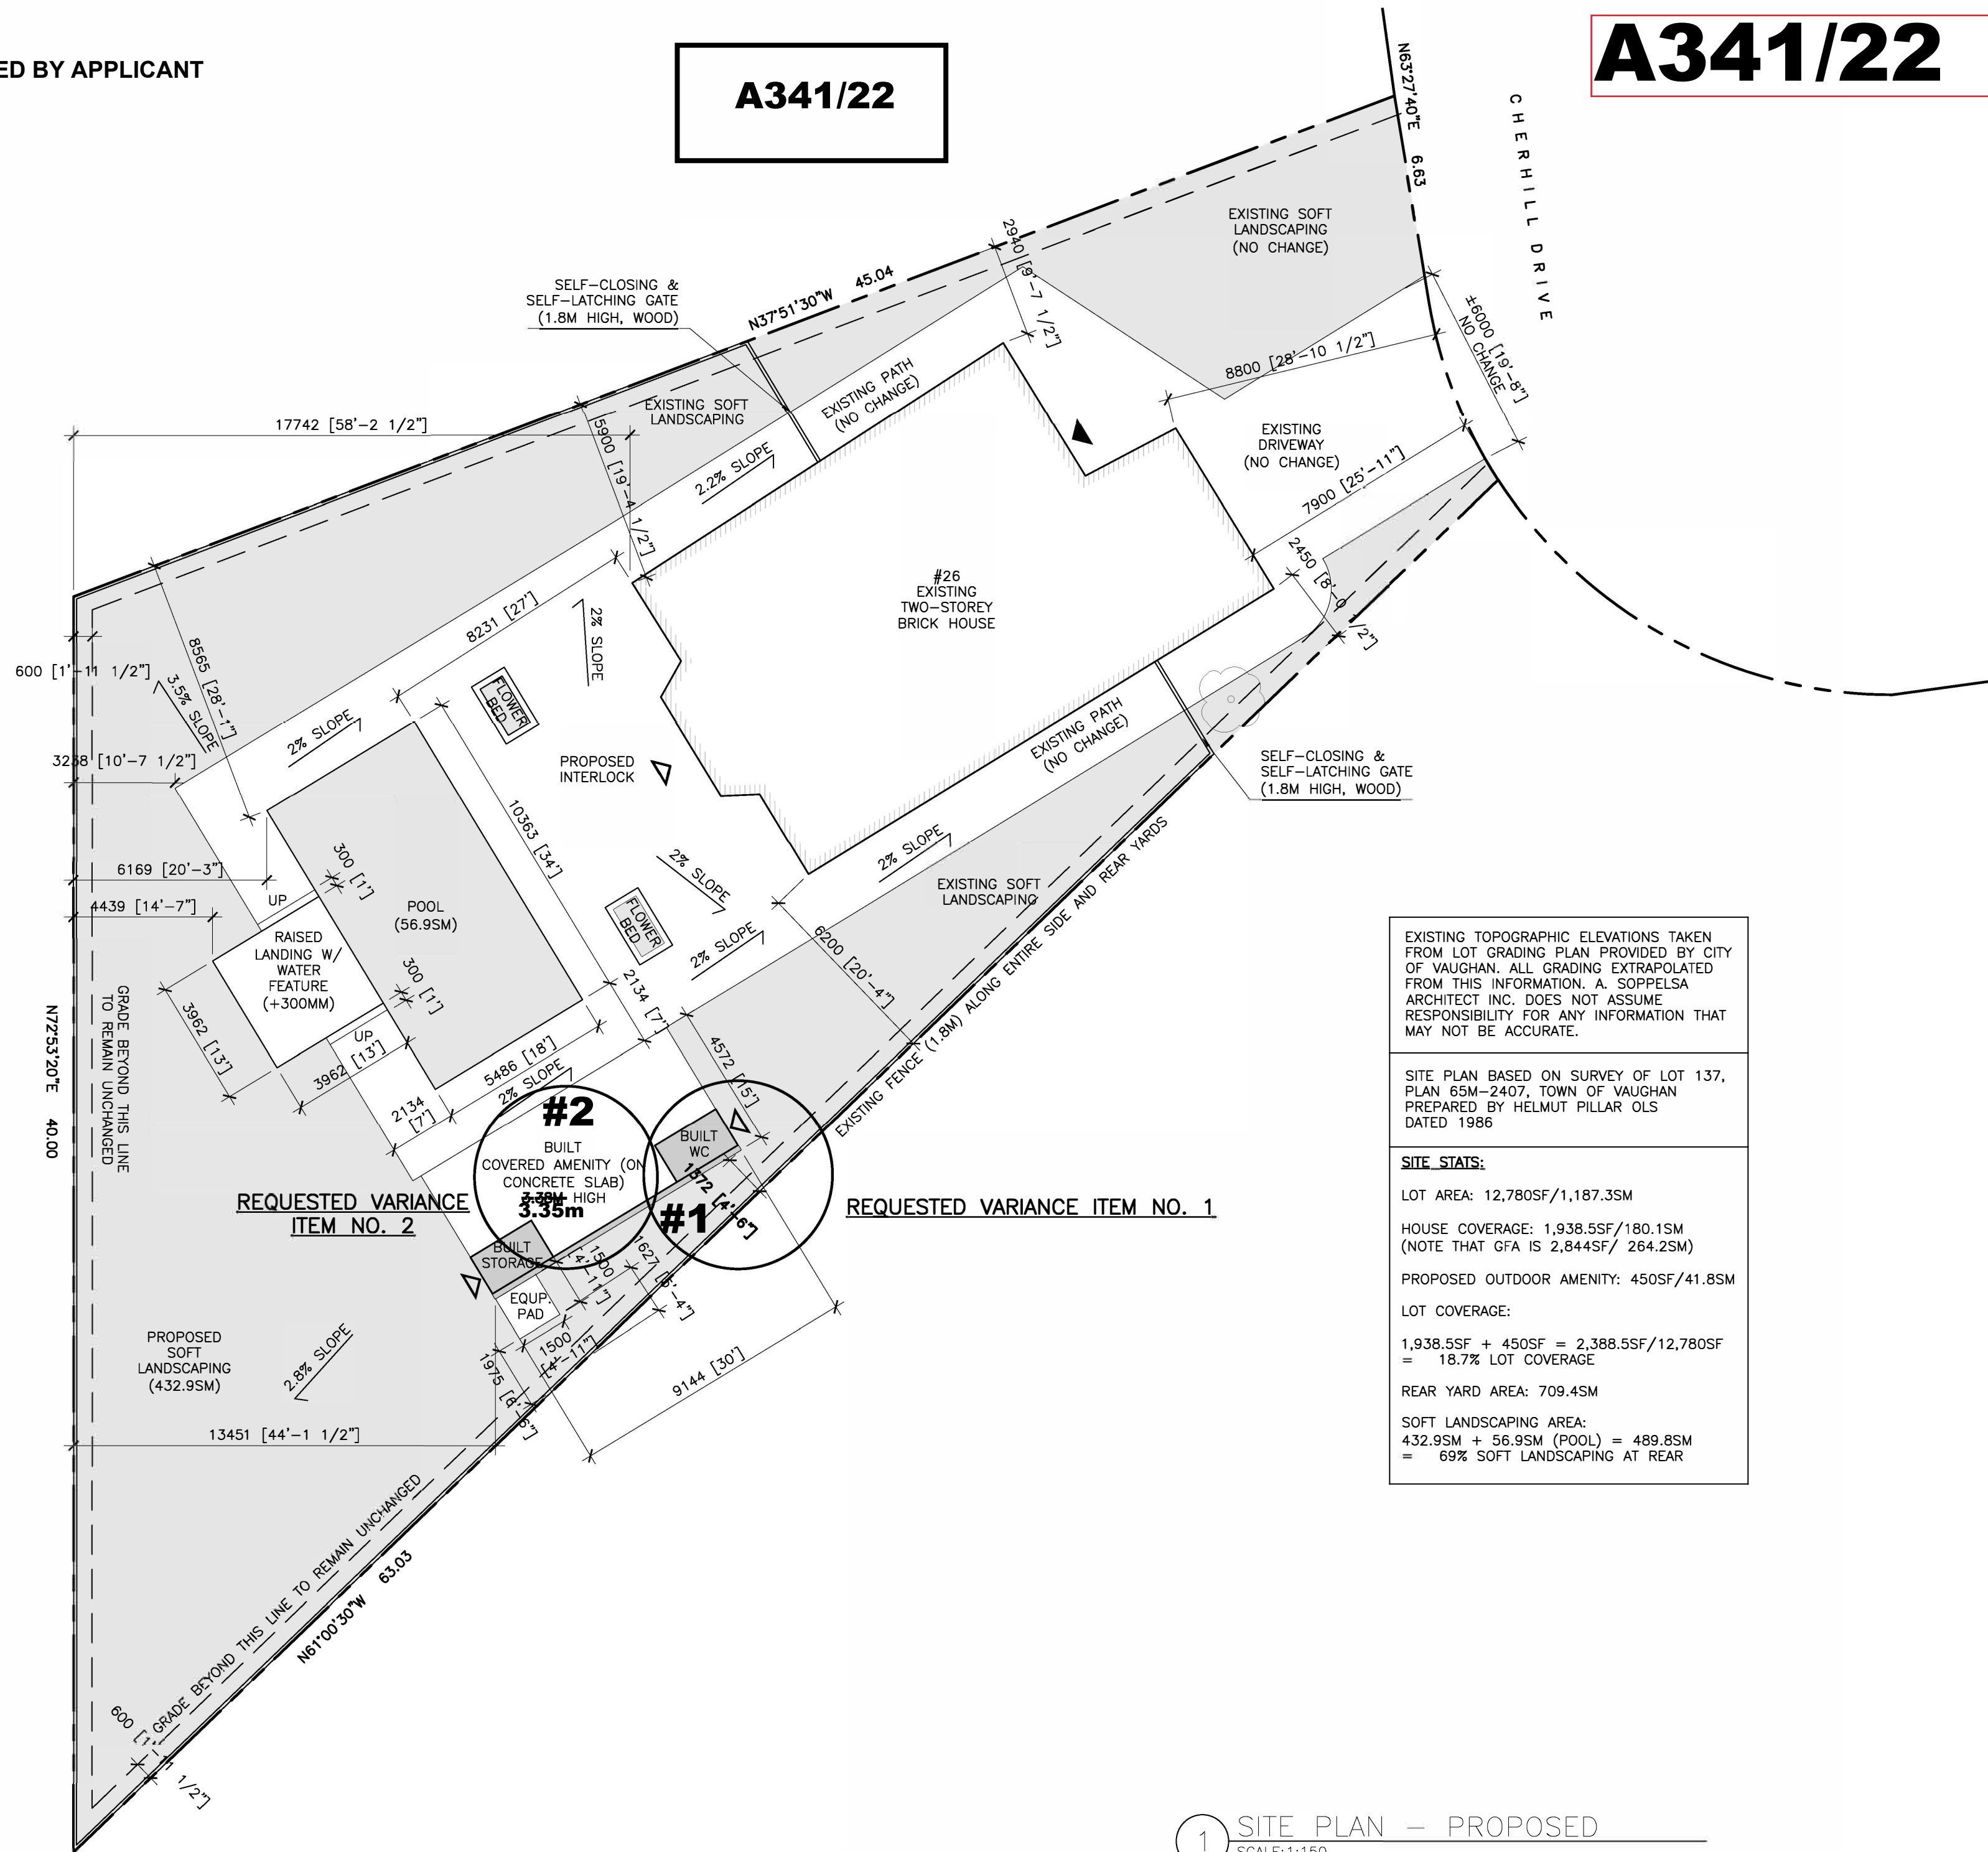 ED BY APPLICANT
A341/22
A341/22
N63°27'40"E 6.63
CHERHILL DRIVE
EXISTING SOFT
LANDSCAPING
(NO CHANGE)
2940 [9'-7 1/2"]
N37°51'30"W 45.04
SELF-CLOSING &
SELF-LATCHING GATE
(1.8M HIGH, WOOD)
±6000 [19'-8"]
NO CHANGE
8800 [28'-10 1/2"]
EXISTING PATH
(NO CHANGE)
EXISTING SOFT
LANDSCAPING
17742 [58'-2 1/2"]
5900 [19'-4 1/2"]
2.2% SLOPE
EXISTING
DRIVEWAY
(NO CHANGE)
7900 [25'-11"]
2450 [8'-0 1/2"]
#26
EXISTING
TWO-STOREY
BRICK HOUSE
8231 [27']
2% SLOPE
8565 [28'-1"]
600 [1'-11 1/2"]
3.5% SLOPE
FLOWER
BED
2% SLOPE
3238 [10'-7 1/2"]
PROPOSED
INTERLOCK
EXISTING PATH
(NO CHANGE)
SELF-CLOSING &
SELF-LATCHING GATE
(1.8M HIGH, WOOD)
10363 [34']
300 [1']
6169 [20'-3"]
UP
4439 [14'-7"]
POOL
(56.9SM)
2% SLOPE
2% SLOPE
EXISTING SOFT
LANDSCAPING
FLOWER
BED
2% SLOPE
6200 [20'-4"]
EXISTING FENCE (1.8M) ALONG ENTIRE SIDE AND REAR YARDS
RAISED
LANDING W/
WATER
FEATURE
(+300MM)
300 [1']
3962 [13']
UP
3962 [13']
2134 [7']
5486 [18']
2% SLOPE
4572 [15']
2134
[7']
GRADE BEYOND THIS LINE
TO REMAIN UNCHANGED
N72°53'20"E 40.00
#2
BUILT
COVERED AMENITY (ON
CONCRETE SLAB)
3.38M HIGH
3.35m
BUILT
WC
1372 [4'-6"]
#1
REQUESTED VARIANCE
ITEM NO. 2
REQUESTED VARIANCE ITEM NO. 1
BUILT
STORAGE
1500
[4'-11"]
1627 [5'-4"]
EQUP.
PAD
1500
[4'-11"]
1975 [6'-6"]
9144 [30']
PROPOSED
SOFT
LANDSCAPING
(432.9SM)
2.8% SLOPE
13451 [44'-1 1/2"]
GRADE BEYOND THIS LINE TO REMAIN UNCHANGED
N61°00'30"W 63.03
600 [1'-11 1/2"]
EXISTING TOPOGRAPHIC ELEVATIONS TAKEN
FROM LOT GRADING PLAN PROVIDED BY CITY
OF VAUGHAN. ALL GRADING EXTRAPOLATED
FROM THIS INFORMATION. A. SOPPELSA
ARCHITECT INC. DOES NOT ASSUME
RESPONSIBILITY FOR ANY INFORMATION THAT
MAY NOT BE ACCURATE.
SITE PLAN BASED ON SURVEY OF LOT 137,
PLAN 65M-2407, TOWN OF VAUGHAN
PREPARED BY HELMUT PILLAR OLS
DATED 1986
SITE STATS:
LOT AREA: 12,780SF/1,187.3SM
HOUSE COVERAGE: 1,938.5SF/180.1SM
(NOTE THAT GFA IS 2,844SF/ 264.2SM)
PROPOSED OUTDOOR AMENITY: 450SF/41.8SM
LOT COVERAGE:
1,938.5SF + 450SF = 2,388.5SF/12,780SF
= 18.7% LOT COVERAGE
REAR YARD AREA: 709.4SM
SOFT LANDSCAPING AREA:
432.9SM + 56.9SM (POOL) = 489.8SM
= 69% SOFT LANDSCAPING AT REAR
1
SITE PLAN - PROPOSED
SCALE:1:150